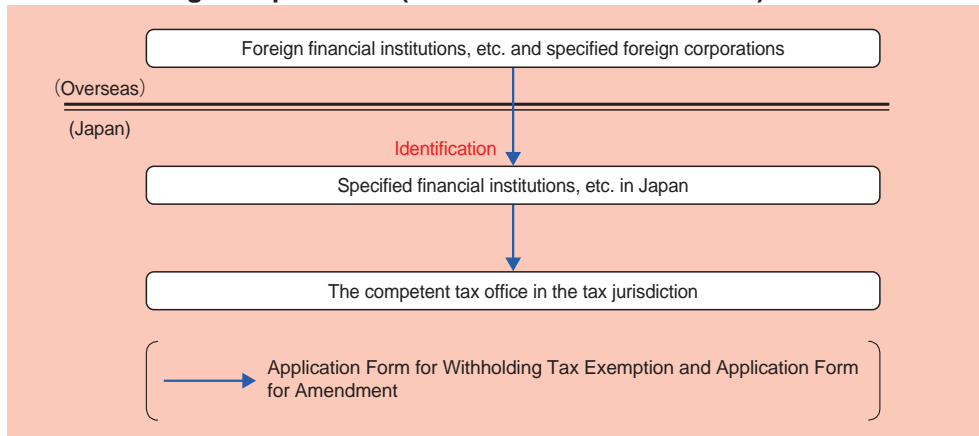 Foreign financial institutions, etc. and specified foreign corporations
(Overseas)
(Japan)
Identification
Specified financial institutions, etc. in Japan
The competent tax office in the tax jurisdiction
Application Form for Withholding Tax Exemption and Application Form
for Amendment